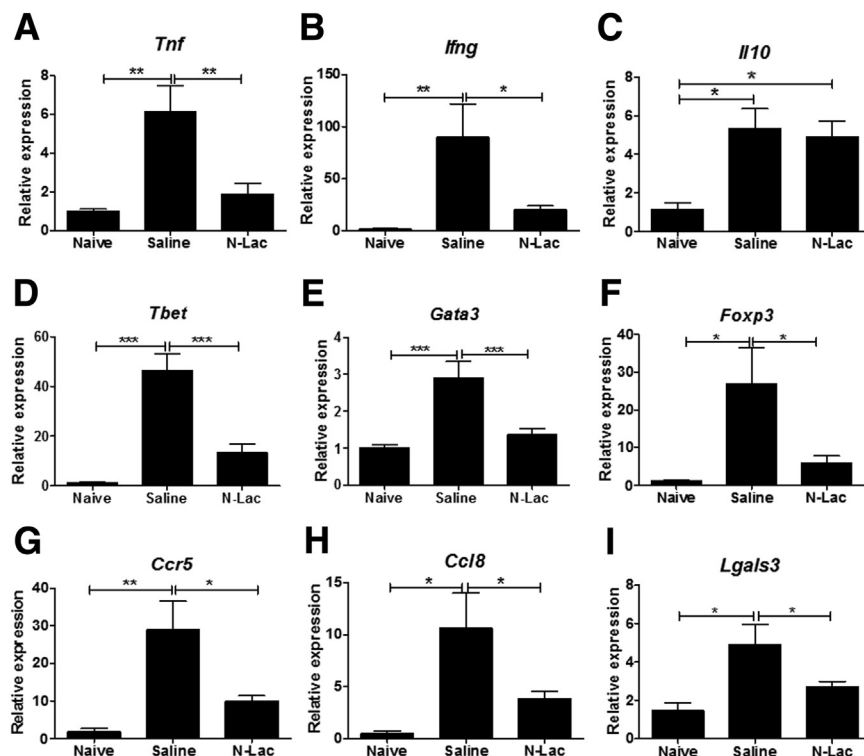 A
Tnf
Relative expression
8
6
4
2
0
** **
Naive Saline N-Lac
B
Ifng
Relative expression
150
100
50
0
** *
Naive Saline N-Lac
C
Il10
Relative expression
8
6
4
2
0
*
*
Naive Saline N-Lac
D
Tbet
Relative expression
60
40
20
0
*** ***
Naive Saline N-Lac
E
Gata3
Relative expression
4
3
2
1
0
*** ***
Naive Saline N-Lac
F
Foxp3
Relative expression
40
30
20
10
0
* *
Naive Saline N-Lac
G
Ccr5
Relative expression
40
30
20
10
0
** *
Naive Saline N-Lac
H
Ccl8
Relative expression
15
10
5
0
* *
Naive Saline N-Lac
I
Lgals3
Relative expression
8
6
4
2
0
* *
Naive Saline N-Lac